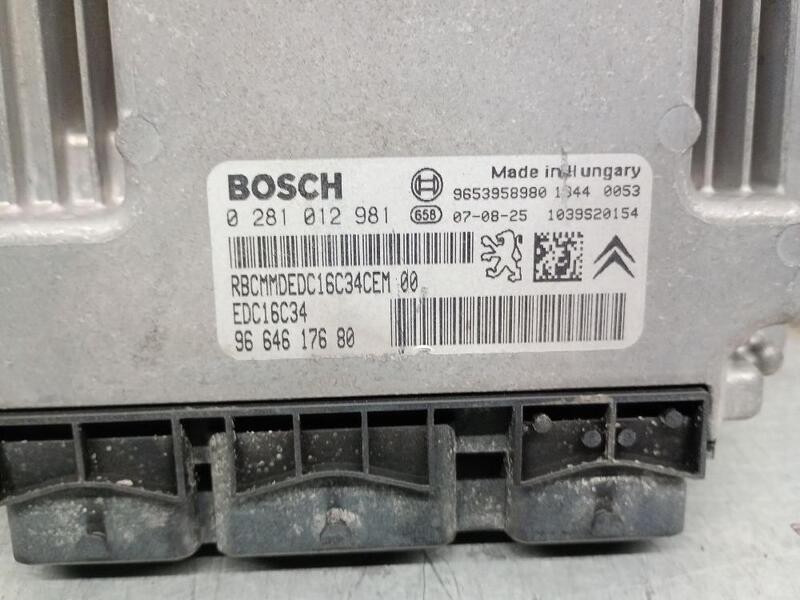 Made in Hungary
BOSCH
9653958980 1844 0053
0 281 012 981 658 07-08-25 1039S20154
RBCMMDEDC16C34CEM 00
EDC16C34
96 646 176 80